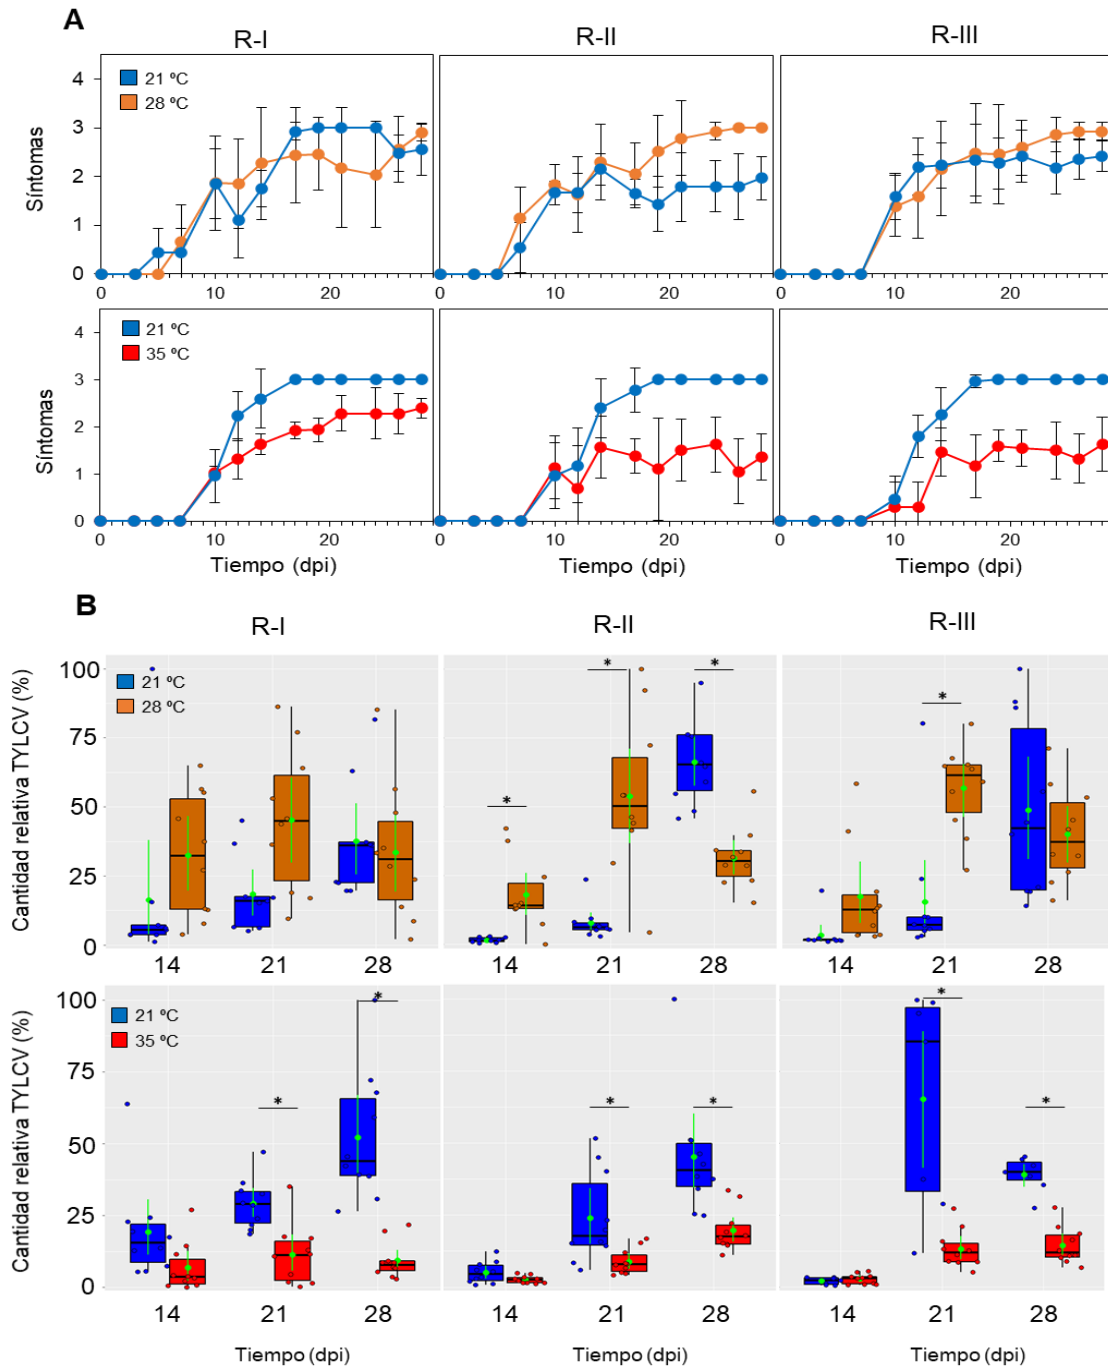 A
R-I
R-II
R-III
Síntomas
4
3
2
1
0
21 ºC
28 ºC
0
10
20
0
10
20
0
10
20
Síntomas
4
3
2
1
0
21 ºC
35 ºC
0
10
20
0
10
20
0
10
20
Tiempo (dpi)
Tiempo (dpi)
Tiempo (dpi)
B
R-I
R-II
R-III
Cantidad relativa TYLCV (%)
100
75
50
25
0
21 ºC
28 ºC
*
*
*
*
14
21
28
14
21
28
14
21
28
Cantidad relativa TYLCV (%)
100
75
50
25
0
21 ºC
35 ºC
*
*
*
*
*
*
14
21
28
14
21
28
14
21
28
Tiempo (dpi)
Tiempo (dpi)
Tiempo (dpi)